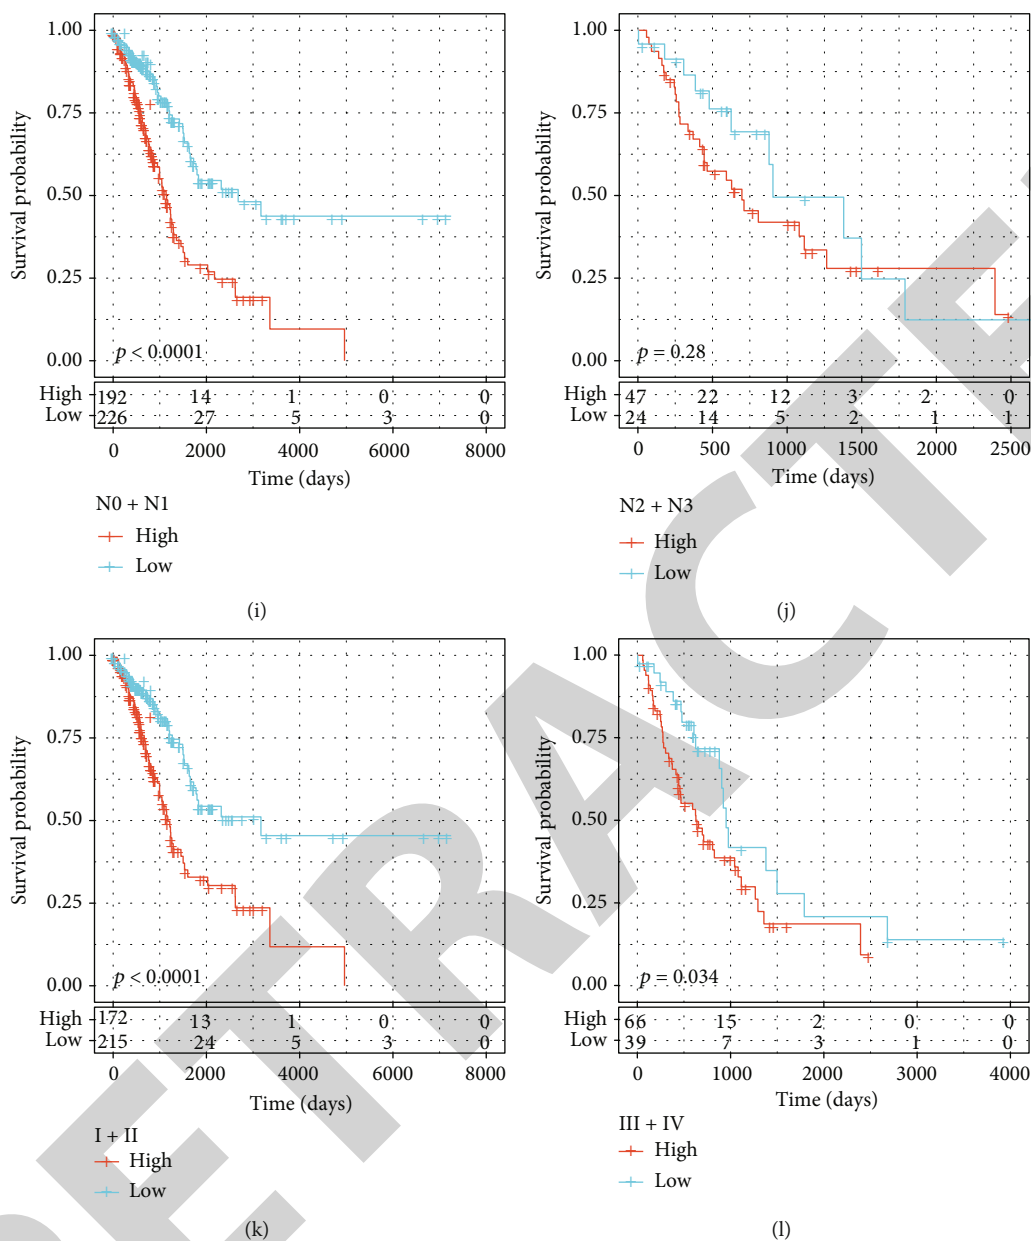 1.00
0.75
0.50
0.25
0.00
Survival probability
p < 0.0001
High 192 14 1 0 0
Low 226 27 5 3 0
0 2000 4000 6000 8000
Time (days)
N0 + N1
High
Low
(i)
1.00
0.75
0.50
0.25
0.00
Survival probability
p = 0.28
High 47 22 12 3 2 0
Low 24 14 5 2 1 1
0 500 1000 1500 2000 2500
Time (days)
N2 + N3
High
Low
(j)
1.00
0.75
0.50
0.25
0.00
Survival probability
p < 0.0001
High 172 13 1 0 0
Low 215 24 5 3 0
0 2000 4000 6000 8000
Time (days)
I + II
High
Low
(k)
1.00
0.75
0.50
0.25
0.00
Survival probability
p = 0.034
High 66 15 2 0 0
Low 39 7 3 1 0
0 1000 2000 3000 4000
Time (days)
III + IV
High
Low
(l)
RETRACTE